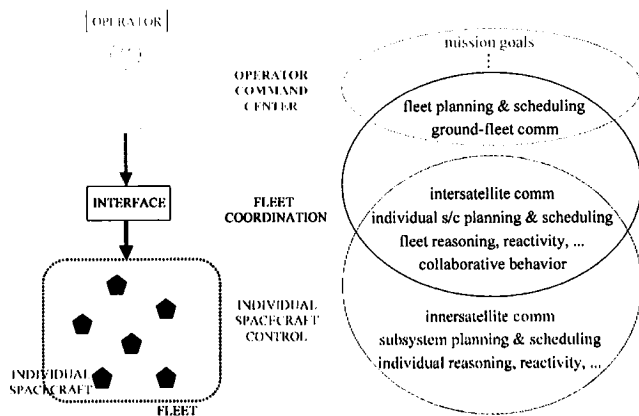 OPERATOR
mission goals
OPERATOR
COMMAND
CENTER
fleet planning & scheduling
ground-fleet comm
INTERFACE
FLEET
COORDINATION
intersatellite comm
individual s/c planning & scheduling
fleet reasoning, reactivity, ...
collaborative behavior
INDIVIDUAL
SPACECRAFT
CONTROL
innersatellite comm
subsystem planning & scheduling
individual reasoning, reactivity, ...
INDIVIDUAL
SPACECRAFT
FLEET